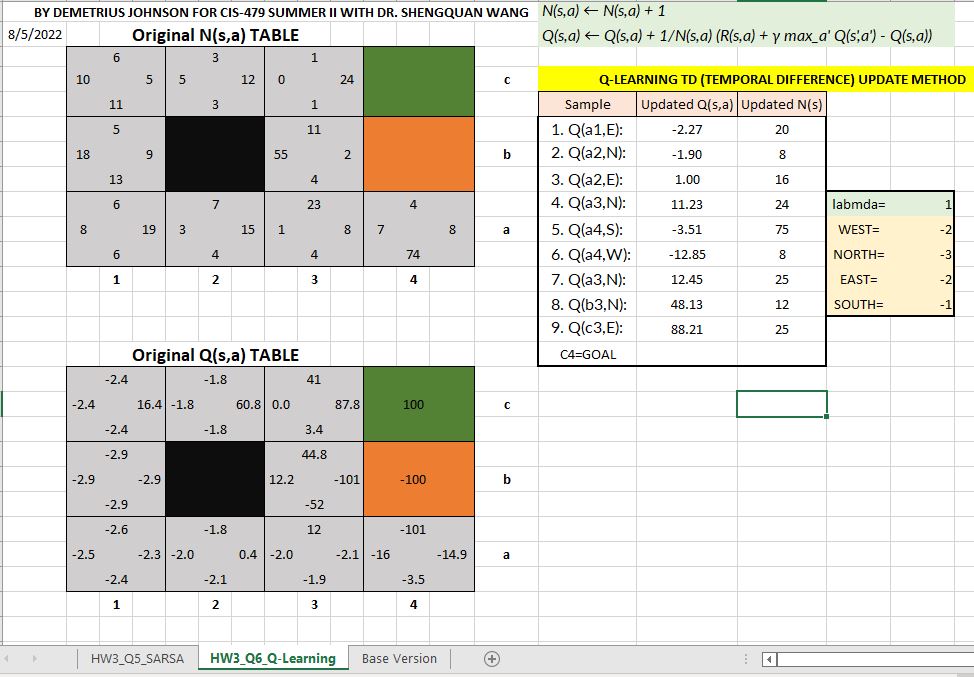 BY DEMETRIUS JOHNSON FOR CIS-479 SUMMER II WITH DR. SHENGQUAN WANG
N(s,a) ← N(s,a) + 1
8/5/2022 Original N(s,a) TABLE
Q(s,a) ← Q(s,a) + 1/N(s,a) (R(s,a) + γ max_a' Q(s',a') - Q(s,a))
6 3 1
10 5 5 12 0 24 c
11 3 1
5 11
18 9 55 2 b
13 4
6 7 23 4
8 19 3 15 1 8 7 8 a
6 4 4 74
1 2 3 4
Original Q(s,a) TABLE
-2.4 -1.8 41
-2.4 16.4 -1.8 60.8 0.0 87.8 100 c
-2.4 -1.8 3.4
-2.9 44.8
-2.9 -2.9 12.2 -101 -100 b
-2.9 -52
-2.6 -1.8 12 -101
-2.5 -2.3 -2.0 0.4 -2.0 -2.1 -16 -14.9 a
-2.4 -2.1 -1.9 -3.5
1 2 3 4
Q-LEARNING TD (TEMPORAL DIFFERENCE) UPDATE METHOD
Sample Updated Q(s,a) Updated N(s)
1. Q(a1,E): -2.27 20
2. Q(a2,N): -1.90 8
3. Q(a2,E): 1.00 16
4. Q(a3,N): 11.23 24
5. Q(a4,S): -3.51 75
6. Q(a4,W): -12.85 8
7. Q(a3,N): 12.45 25
8. Q(b3,N): 48.13 12
9. Q(c3,E): 88.21 25
C4=GOAL
labmda= 1
WEST= -2
NORTH= -3
EAST= -2
SOUTH= -1
HW3_Q5_SARSA HW3_Q6_Q-Learning Base Version